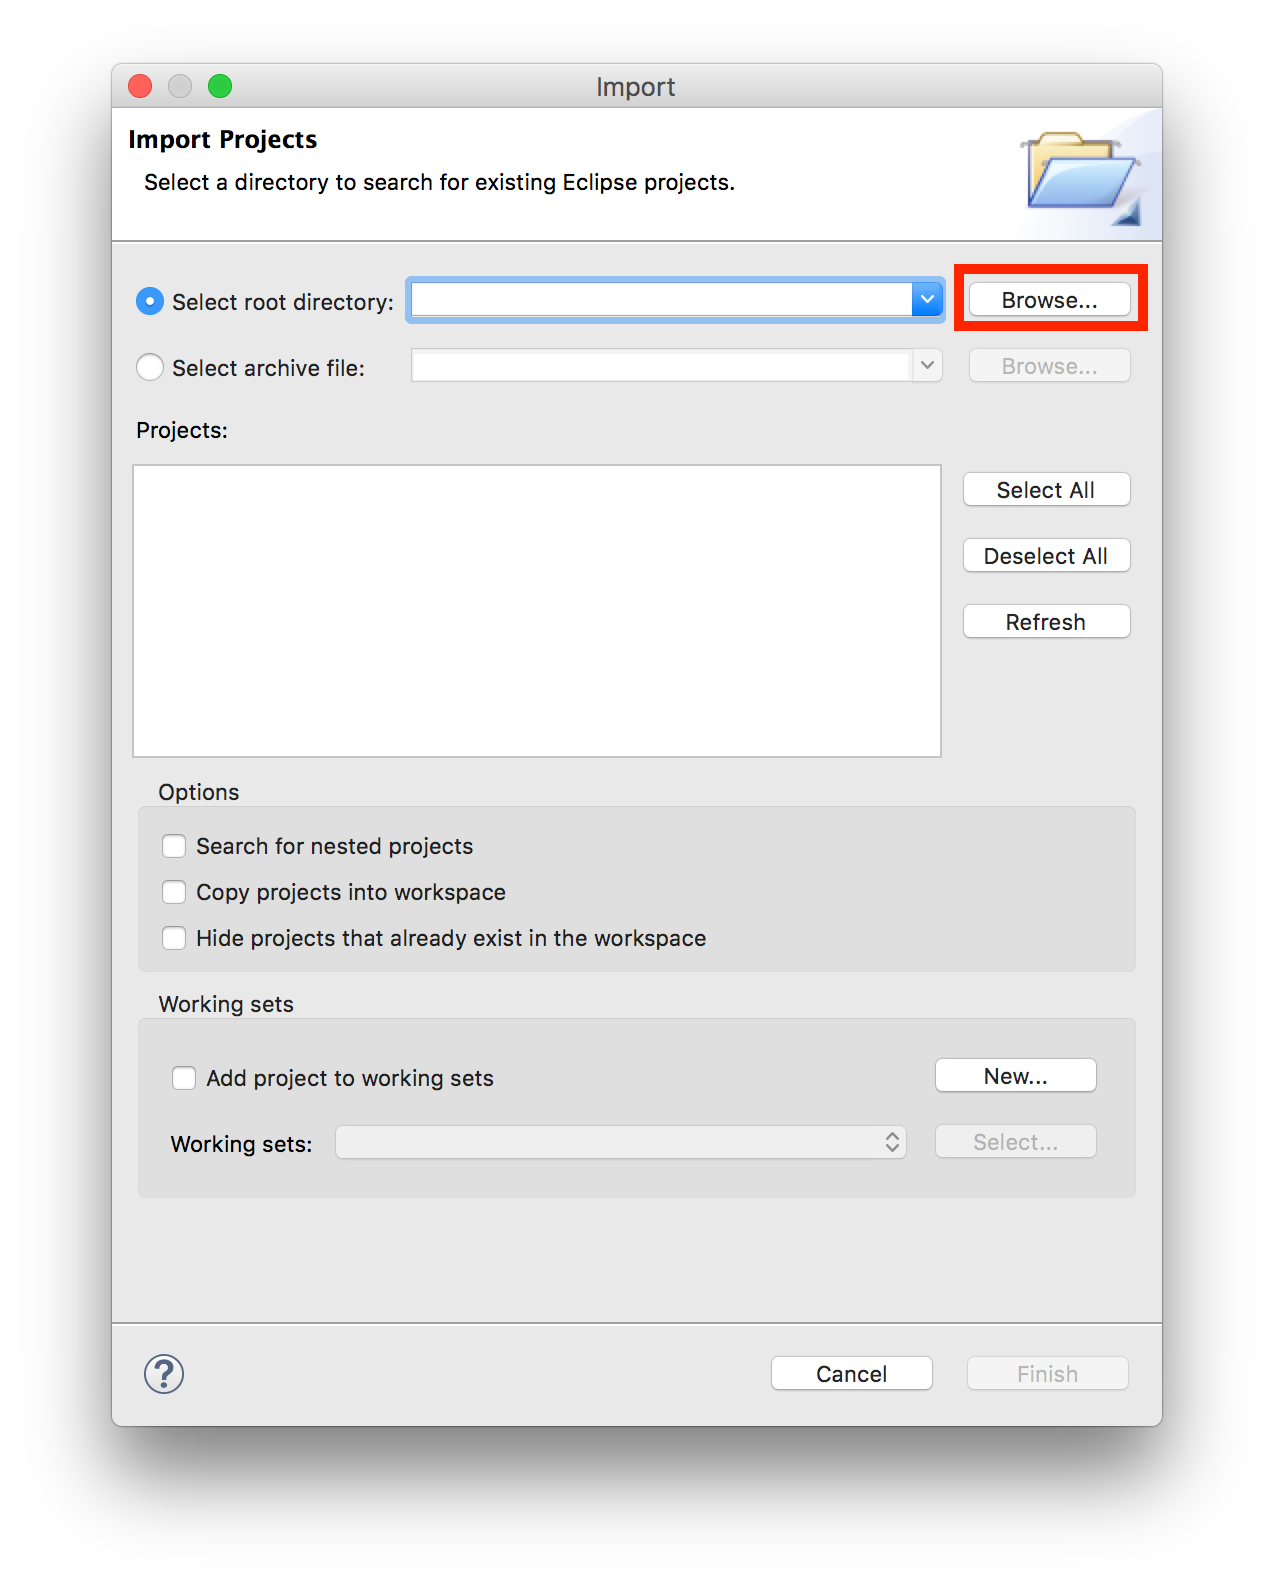 Import
Import Projects
Select a directory to search for existing Eclipse projects.
Select root directory: Browse...
Select archive file: Browse...
Projects:
Select All
Deselect All
Refresh
Options
Search for nested projects
Copy projects into workspace
Hide projects that already exist in the workspace
Working sets
Add project to working sets New...
Working sets: Select...
? Cancel Finish